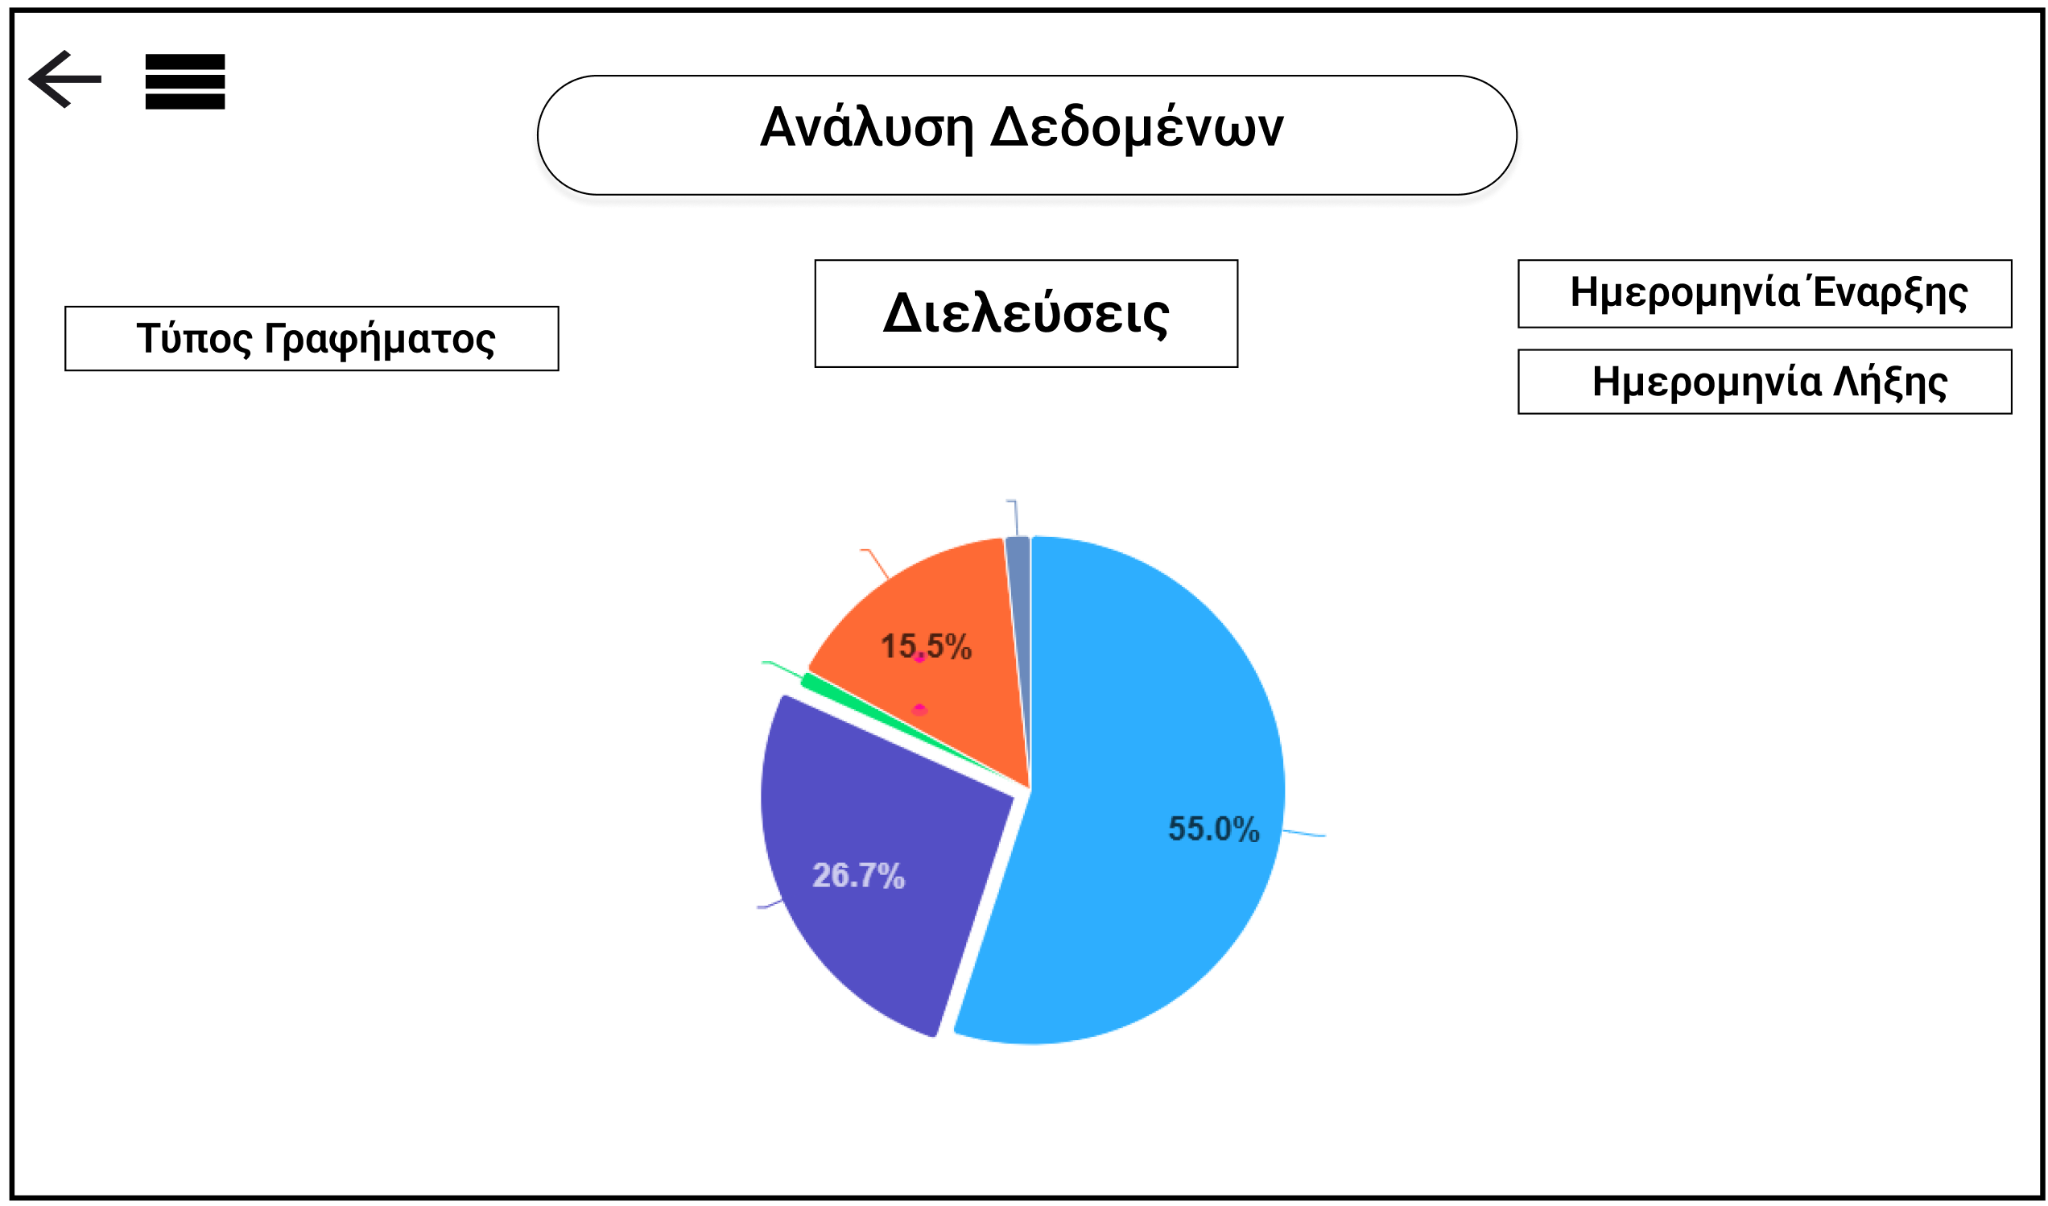 Ανάλυση Δεδομένων
Διελεύσεις
Ημερομηνία Έναρξης
Τύπος Γραφήματος
Ημερομηνία Λήξης
15.5%
55.0%
26.7%